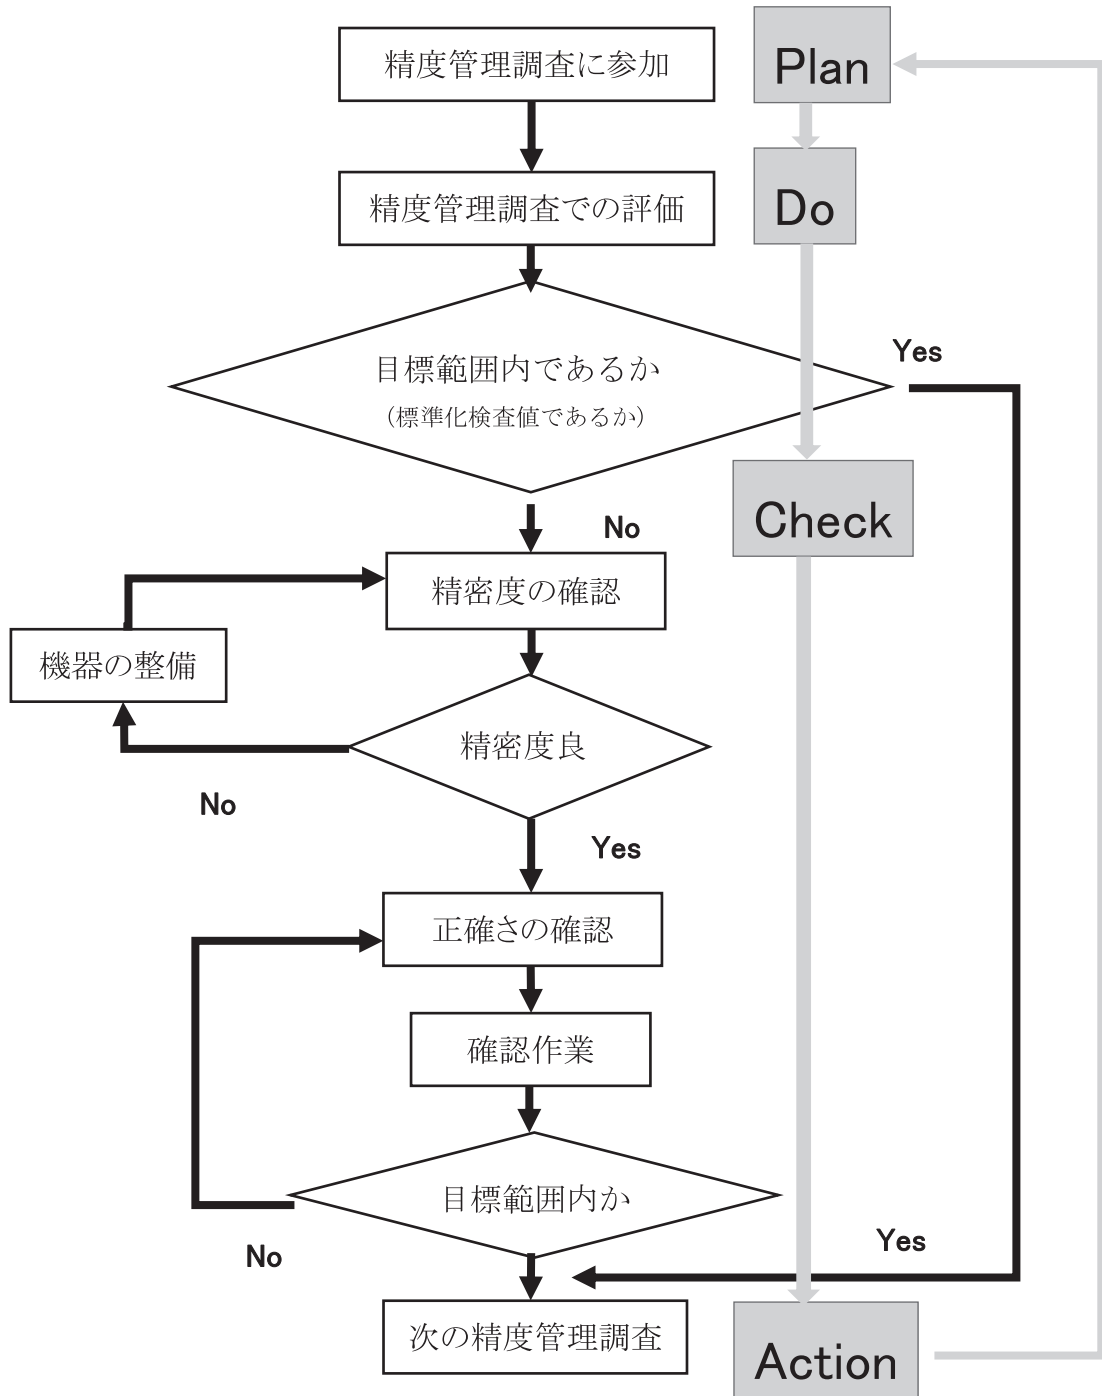 精度管理調査に参加
Plan
精度管理調査での評価
Do
目標範囲内であるか
（標準化検査値であるか）
Yes
Check
No
精密度の確認
機器の整備
精密度良
No
Yes
正確さの確認
確認作業
目標範囲内か
No
Yes
次の精度管理調査
Action